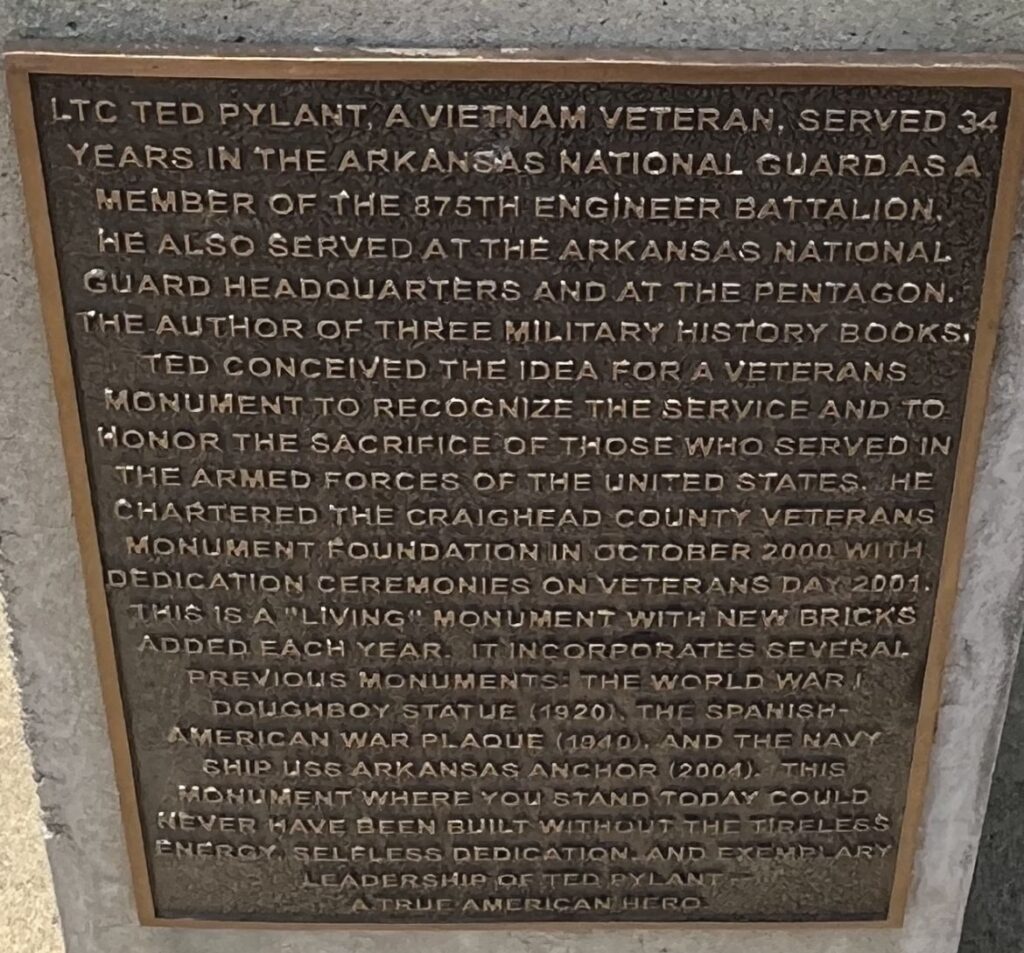 LTC TED PYLANT, A VIETNAM VETERAN, SERVED 34
YEARS IN THE ARKANSAS NATIONAL GUARD AS A
MEMBER OF THE 875TH ENGINEER BATTALION.
HE ALSO SERVED AT THE ARKANSAS NATIONAL
GUARD HEADQUARTERS AND AT THE PENTAGON.
THE AUTHOR OF THREE MILITARY HISTORY BOOKS,
TED CONCEIVED THE IDEA FOR A VETERANS
MONUMENT TO RECOGNIZE THE SERVICE AND TO
HONOR THE SACRIFICE OF THOSE WHO SERVED IN
THE ARMED FORCES OF THE UNITED STATES. HE
CHARTERED THE CRAIGHEAD COUNTY VETERANS
MONUMENT FOUNDATION IN OCTOBER 2000 WITH
DEDICATION CEREMONIES ON VETERANS DAY 2001.
THIS IS A "LIVING" MONUMENT WITH NEW BRICKS
ADDED EACH YEAR. IT INCORPORATES SEVERAL
PREVIOUS MONUMENTS: THE WORLD WAR I
DOUGHBOY STATUE (1920), THE SPANISH-
AMERICAN WAR PLAQUE (1940), AND THE NAVY
SHIP USS ARKANSAS ANCHOR (2004). THIS
MONUMENT WHERE YOU STAND TODAY COULD
NEVER HAVE BEEN BUILT WITHOUT THE TIRELESS
ENERGY, SELFLESS DEDICATION, AND EXEMPLARY
LEADERSHIP OF TED PYLANT –
A TRUE AMERICAN HERO.